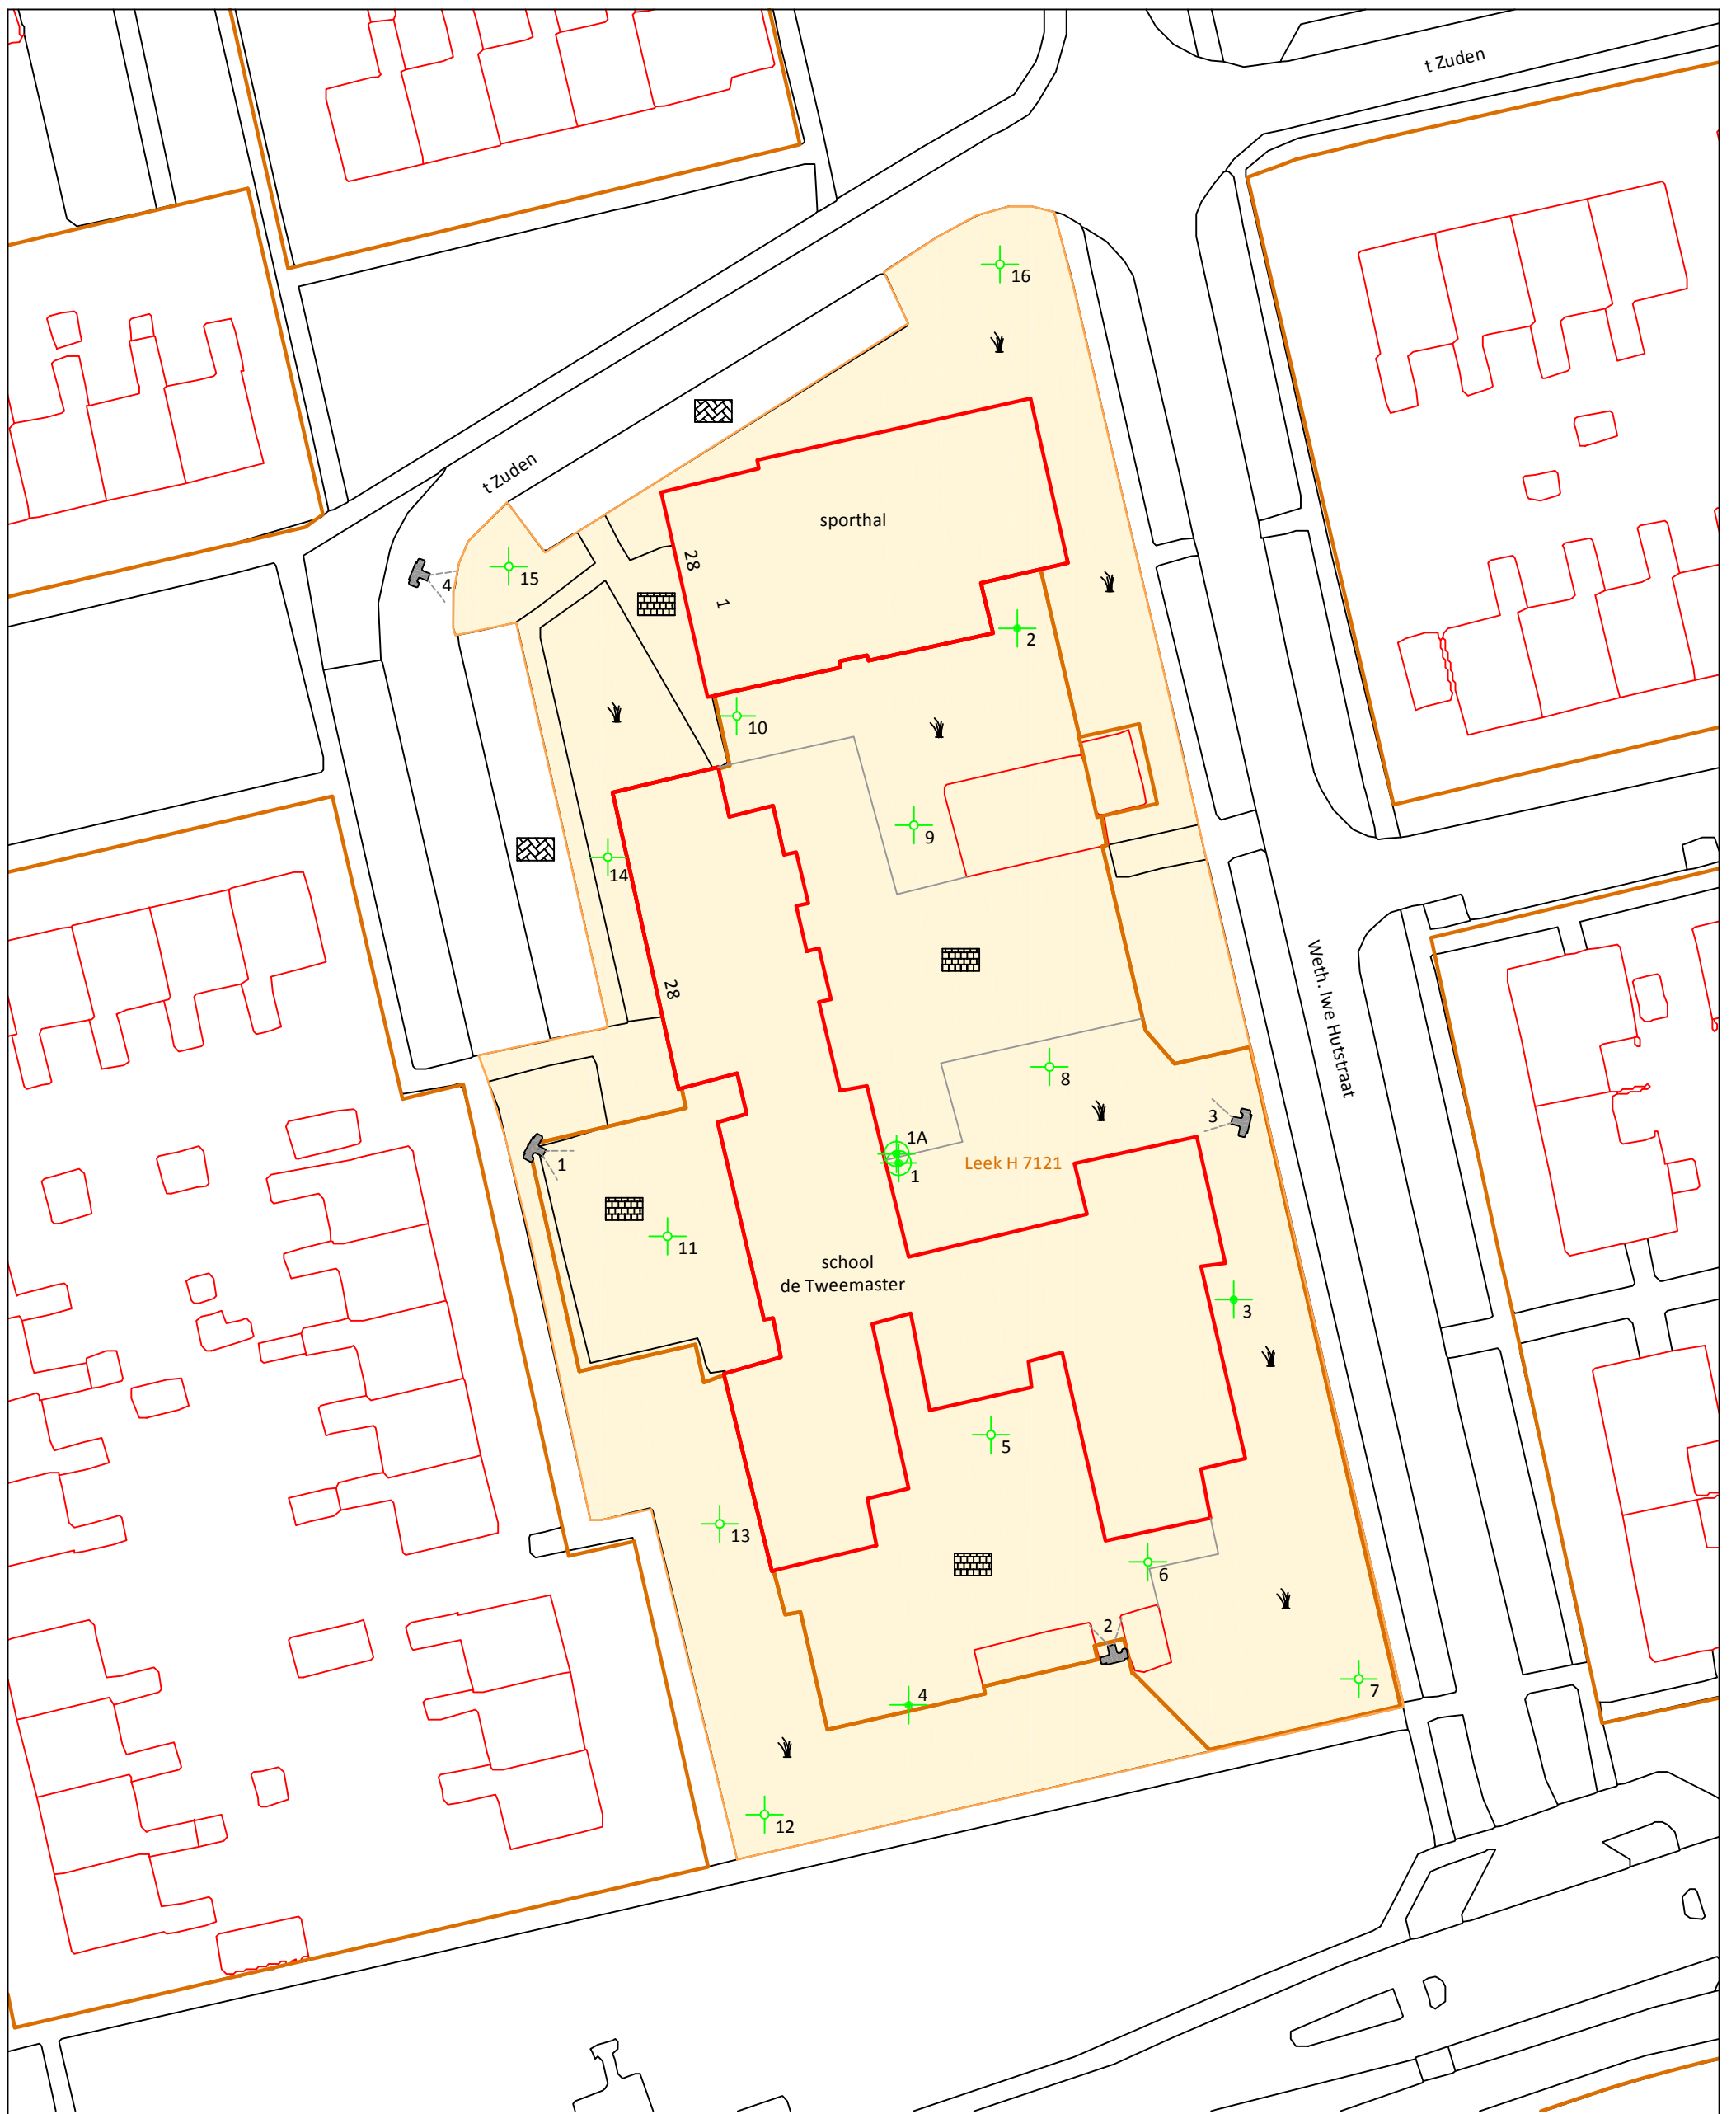 t Zuden
16
t Zuden
sporthal
28
1
4
15
2
10
9
14
28
Weth. Iwe Hutstraat
8
3
1A
1
Leek H 7121
1
11
school
de Tweemaster
3
5
13
6
2
4
7
12